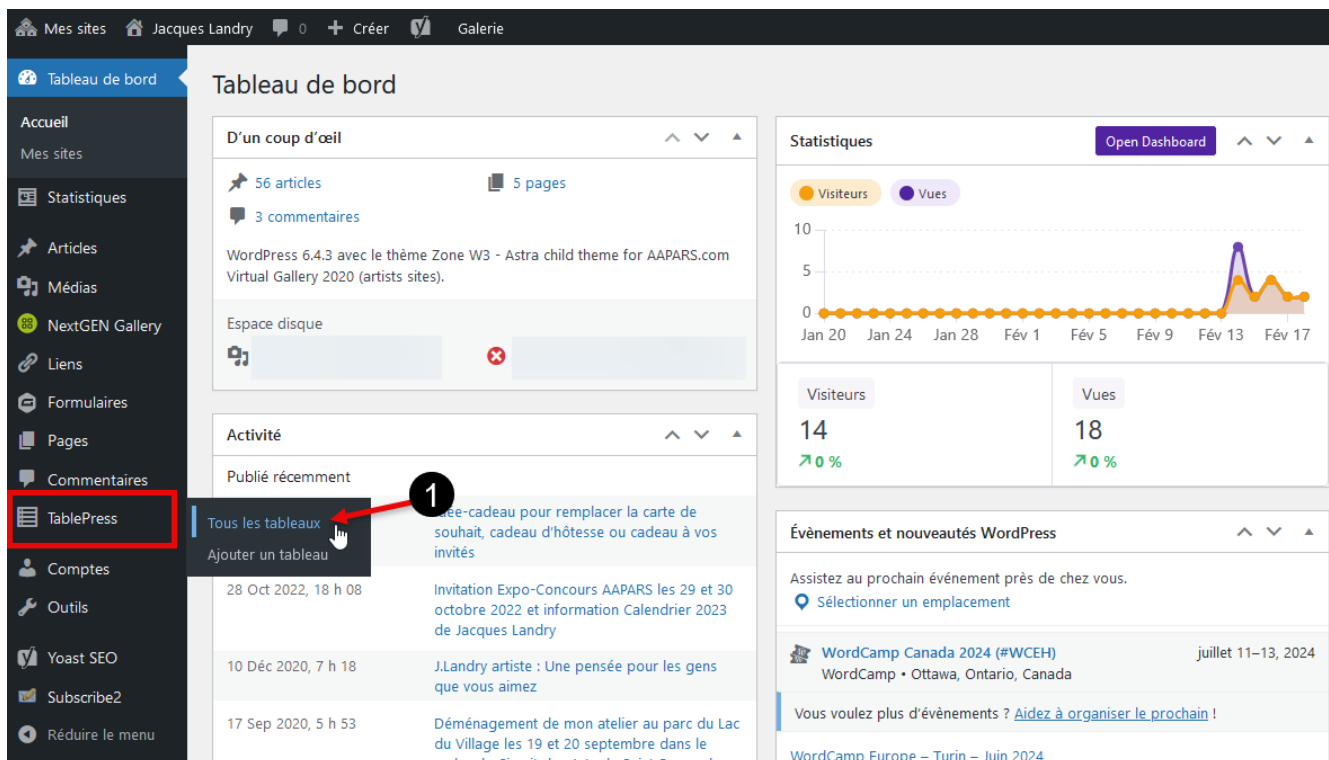 Mes sites Jacques Landry 0 + Créer Galerie
Tableau de bord
Accueil
Mes sites
Statistiques
Articles
Médias
NextGEN Gallery
Liens
Formulaires
Pages
Commentaires
TablePress
Tous les tableaux
Ajouter un tableau
1
Comptes
Outils
Yoast SEO
Subscribe2
Réduire le menu
Tableau de bord
D'un coup d'œil
56 articles 5 pages
3 commentaires
WordPress 6.4.3 avec le thème Zone W3 - Astra child theme for AAPARS.com
Virtual Gallery 2020 (artists sites).
Espace disque
Activité
Publié récemment
cadeau pour remplacer la carte de
souhait, cadeau d'hôtesse ou cadeau à vos
invités
28 Oct 2022, 18 h 08 Invitation Expo-Concours AAPARS les 29 et 30
octobre 2022 et information Calendrier 2023
de Jacques Landry
10 Déc 2020, 7 h 18 J.Landry artiste : Une pensée pour les gens
que vous aimez
17 Sep 2020, 5 h 53 Déménagement de mon atelier au parc du Lac
du Village les 19 et 20 septembre dans le
Statistiques Open Dashboard
Visiteurs Vues
10
5
0
Jan 20 Jan 24 Jan 28 Fév 1 Fév 5 Fév 9 Fév 13 Fév 17
Visiteurs Vues
14 18
0 % 0 %
Évènements et nouveautés WordPress
Assistez au prochain événement près de chez vous.
Sélectionner un emplacement
WordCamp Canada 2024 (#WCEH) juillet 11–13, 2024
WordCamp • Ottawa, Ontario, Canada
Vous voulez plus d'évènements ? Aidez à organiser le prochain !
WordCamp Europe – Turin – Juin 2024